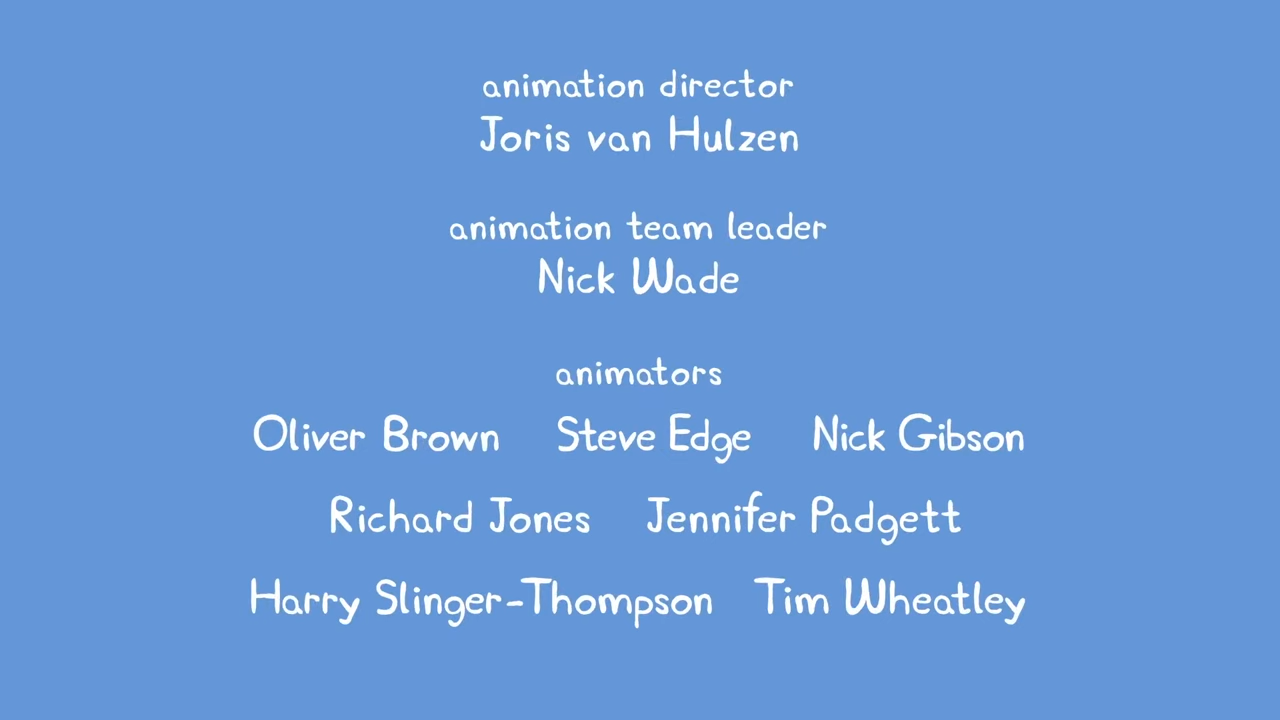 animation director
Joris van Hulzen
animation team leader
Nick Wade
animators
Oliver Brown Steve Edge Nick Gibson
Richard Jones Jennifer Padgett
Harry Slinger-Thompson Tim Wheatley